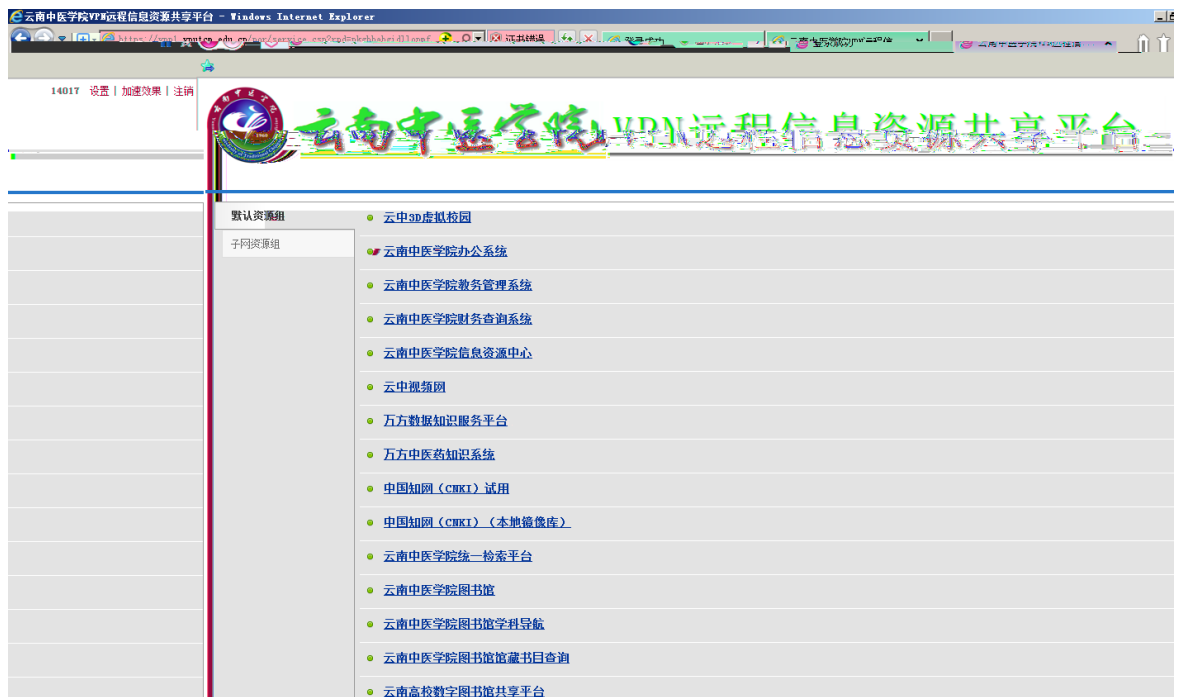 云南中医学院VPN远程信息资源共享平台 - Windows Internet Explorer
证书错误
14017 设置 | 加速效果 | 注销
云南中医学院VPN远程信息资源共享平台
默认资源组
子网资源组
云中3D虚拟校园
云南中医学院办公系统
云南中医学院教务管理系统
云南中医学院财务查询系统
云南中医学院信息资源中心
云中视频网
万方数据知识服务平台
万方中医药知识系统
中国知网（CNKI）试用
中国知网（CNKI）（本地镜像库）
云南中医学院统一检索平台
云南中医学院图书馆
云南中医学院图书馆学科导航
云南中医学院图书馆馆藏书目查询
云南高校数字图书馆共享平台